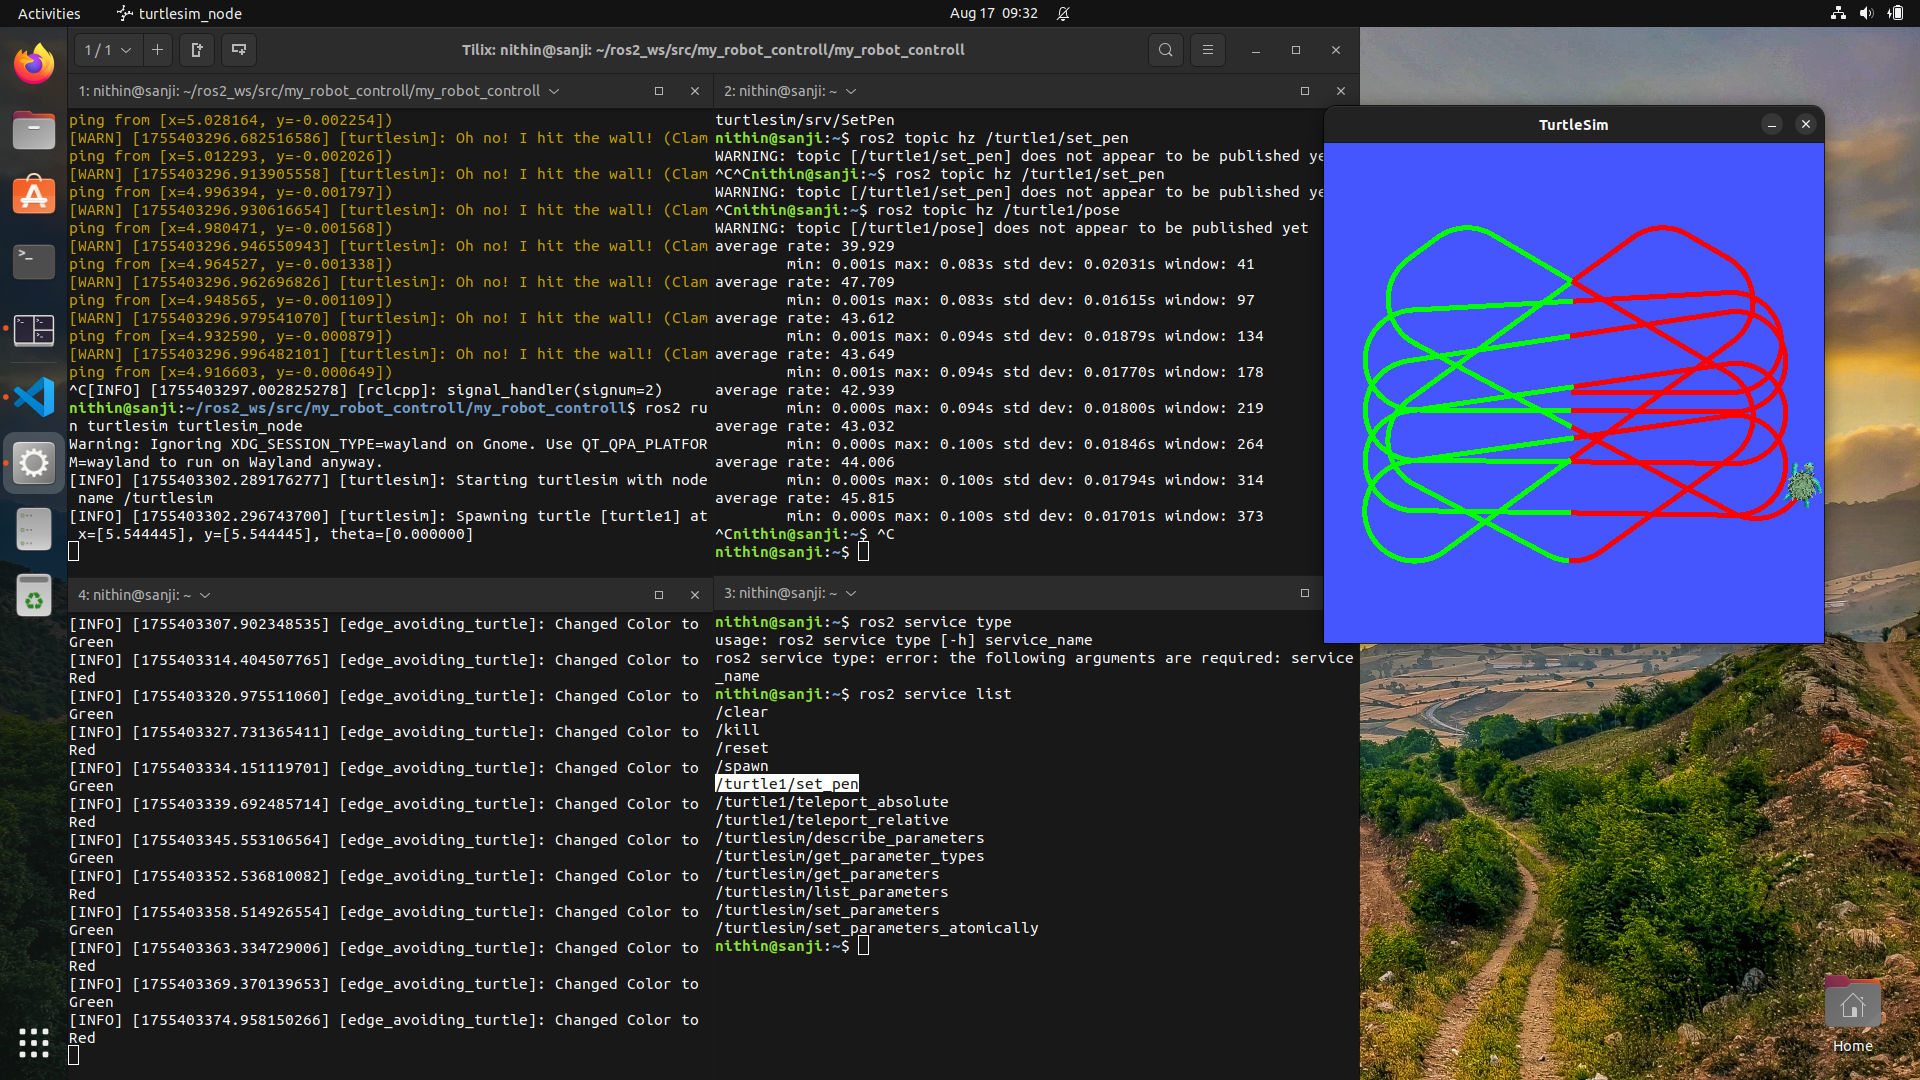 Activities
turtlesim_node
Aug 17 09:32
1 / 1
Tilix: nithin@sanji: ~/ros2_ws/src/my_robot_controll/my_robot_controll
1: nithin@sanji: ~/ros2_ws/src/my_robot_controll/my_robot_controll
ping from [x=5.028164, y=-0.002254])
[WARN] [1755403296.682516586] [turtlesim]: Oh no! I hit the wall! (Clam
ping from [x=5.012293, y=-0.002026])
[WARN] [1755403296.913905558] [turtlesim]: Oh no! I hit the wall! (Clam
ping from [x=4.996394, y=-0.001797])
[WARN] [1755403296.930616654] [turtlesim]: Oh no! I hit the wall! (Clam
ping from [x=4.980471, y=-0.001568])
[WARN] [1755403296.946550943] [turtlesim]: Oh no! I hit the wall! (Clam
ping from [x=4.964527, y=-0.001338])
[WARN] [1755403296.962696826] [turtlesim]: Oh no! I hit the wall! (Clam
ping from [x=4.948565, y=-0.001109])
[WARN] [1755403296.979541070] [turtlesim]: Oh no! I hit the wall! (Clam
ping from [x=4.932590, y=-0.000879])
[WARN] [1755403296.996482101] [turtlesim]: Oh no! I hit the wall! (Clam
ping from [x=4.916603, y=-0.000649])
^C[INFO] [1755403297.002825278] [rclcpp]: signal_handler(signum=2)
nithin@sanji:~/ros2_ws/src/my_robot_controll/my_robot_controll$ ros2 ru
n turtlesim turtlesim_node
Warning: Ignoring XDG_SESSION_TYPE=wayland on Gnome. Use QT_QPA_PLATFOR
M=wayland to run on Wayland anyway.
[INFO] [1755403302.289176277] [turtlesim]: Starting turtlesim with node
name /turtlesim
[INFO] [1755403302.296743700] [turtlesim]: Spawning turtle [turtle1] at
x=[5.544445], y=[5.544445], theta=[0.000000]
2: nithin@sanji: ~
turtlesim/srv/SetPen
nithin@sanji:~$ ros2 topic hz /turtle1/set_pen
WARNING: topic [/turtle1/set_pen] does not appear to be published ye
^C^Cnithin@sanji:~$ ros2 topic hz /turtle1/set_pen
WARNING: topic [/turtle1/set_pen] does not appear to be published ye
^Cnithin@sanji:~$ ros2 topic hz /turtle1/pose
WARNING: topic [/turtle1/pose] does not appear to be published yet
average rate: 39.929
min: 0.001s max: 0.083s std dev: 0.02031s window: 41
average rate: 47.709
min: 0.001s max: 0.083s std dev: 0.01615s window: 97
average rate: 43.612
min: 0.001s max: 0.094s std dev: 0.01879s window: 134
average rate: 43.649
min: 0.001s max: 0.094s std dev: 0.01770s window: 178
average rate: 42.939
min: 0.000s max: 0.094s std dev: 0.01800s window: 219
average rate: 43.032
min: 0.000s max: 0.100s std dev: 0.01846s window: 264
average rate: 44.006
min: 0.000s max: 0.100s std dev: 0.01794s window: 314
average rate: 45.815
min: 0.000s max: 0.100s std dev: 0.01701s window: 373
^Cnithin@sanji:~$ ^C
nithin@sanji:~$
TurtleSim
4: nithin@sanji: ~
[INFO] [1755403307.902348535] [edge_avoiding_turtle]: Changed Color to
Green
[INFO] [1755403314.404507765] [edge_avoiding_turtle]: Changed Color to
Red
[INFO] [1755403320.975511060] [edge_avoiding_turtle]: Changed Color to
Green
[INFO] [1755403327.731365411] [edge_avoiding_turtle]: Changed Color to
Red
[INFO] [1755403334.151119701] [edge_avoiding_turtle]: Changed Color to
Green
[INFO] [1755403339.692485714] [edge_avoiding_turtle]: Changed Color to
Red
[INFO] [1755403345.553106564] [edge_avoiding_turtle]: Changed Color to
Green
[INFO] [1755403352.536810082] [edge_avoiding_turtle]: Changed Color to
Red
[INFO] [1755403358.514926554] [edge_avoiding_turtle]: Changed Color to
Green
[INFO] [1755403363.334729006] [edge_avoiding_turtle]: Changed Color to
Red
[INFO] [1755403369.370139653] [edge_avoiding_turtle]: Changed Color to
Green
[INFO] [1755403374.958150266] [edge_avoiding_turtle]: Changed Color to
Red
3: nithin@sanji: ~
nithin@sanji:~$ ros2 service type
usage: ros2 service type [-h] service_name
ros2 service type: error: the following arguments are required: service
_name
nithin@sanji:~$ ros2 service list
/clear
/kill
/reset
/spawn
/turtle1/set_pen
/turtle1/teleport_absolute
/turtle1/teleport_relative
/turtlesim/describe_parameters
/turtlesim/get_parameter_types
/turtlesim/get_parameters
/turtlesim/list_parameters
/turtlesim/set_parameters
/turtlesim/set_parameters_atomically
nithin@sanji:~$
Home